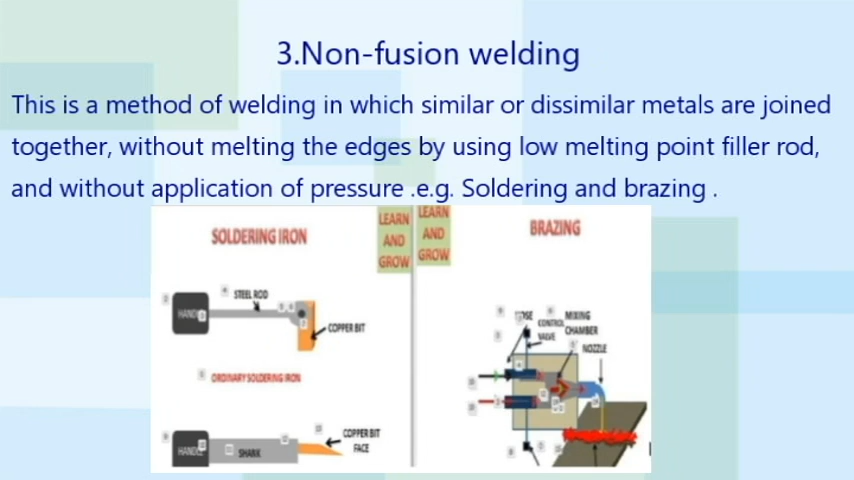 3.Non-fusion welding
This is a method of welding in which similar or dissimilar metals are joined
together, without melting the edges by using low melting point filler rod,
and without application of pressure .e.g. Soldering and brazing .
SOLDERING IRON
LEARN
AND
GROW
LEARN
AND
GROW
BRAZING
STEEL ROD
COPPER BIT
ORDINARY SOLDERING IRON
SHANK
COPPER BIT
FACE
CONTROL
VALVE
MIXING
CHAMBER
NOZZLE